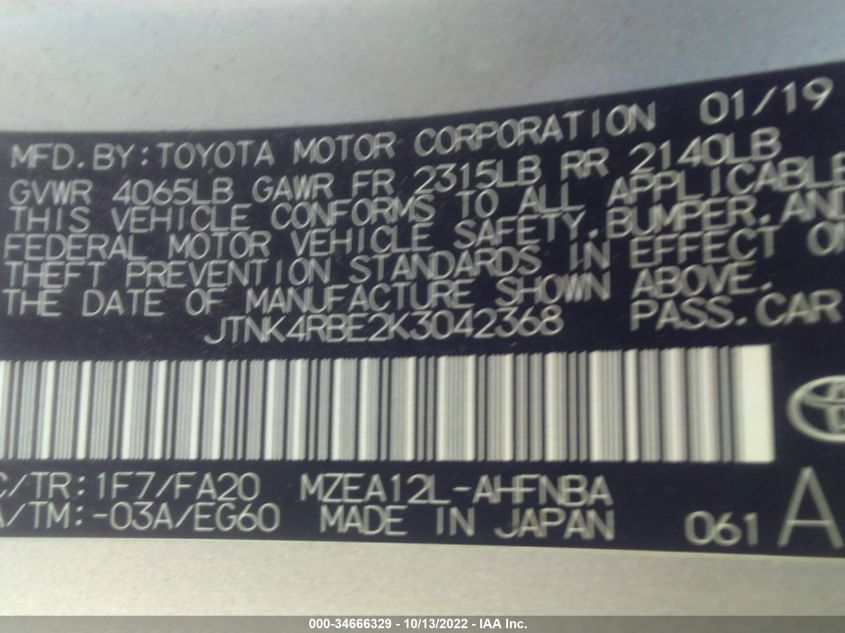 MFD.BY:TOYOTA MOTOR CORPORATION 01/19
GVWR 4065LB GAWR FR 2315LB RR 2140LB
THIS VEHICLE CONFORMS TO ALL APPLICABLE
FEDERAL MOTOR VEHICLE SAFETY,BUMPER,AND
THEFT PREVENTION STANDARDS IN EFFECT ON
THE DATE OF MANUFACTURE SHOWN ABOVE.
JTNK4RBE2K3042368 PASS.CAR
C/TR:1F7/FA20 MZEA12L-AHFNBA
A/TM:-03A/EG60 MADE IN JAPAN 061 A
000-34666329 - 10/13/2022 - IAA Inc.